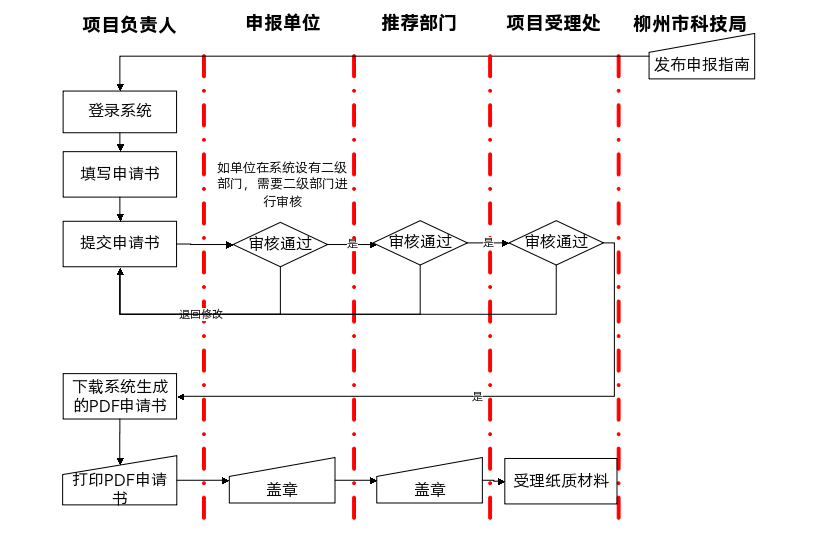 项目负责人 申报单位 推荐部门 项目受理处 柳州市科技局
发布申报指南
登录系统
填写申请书
如单位在系统设有二级
部门，需要二级部门进
行审核
提交申请书
审核通过
是
审核通过
是
审核通过
退回修改
下载系统生成
的PDF申请书
是
打印PDF申请
书
盖章
盖章
受理纸质材料